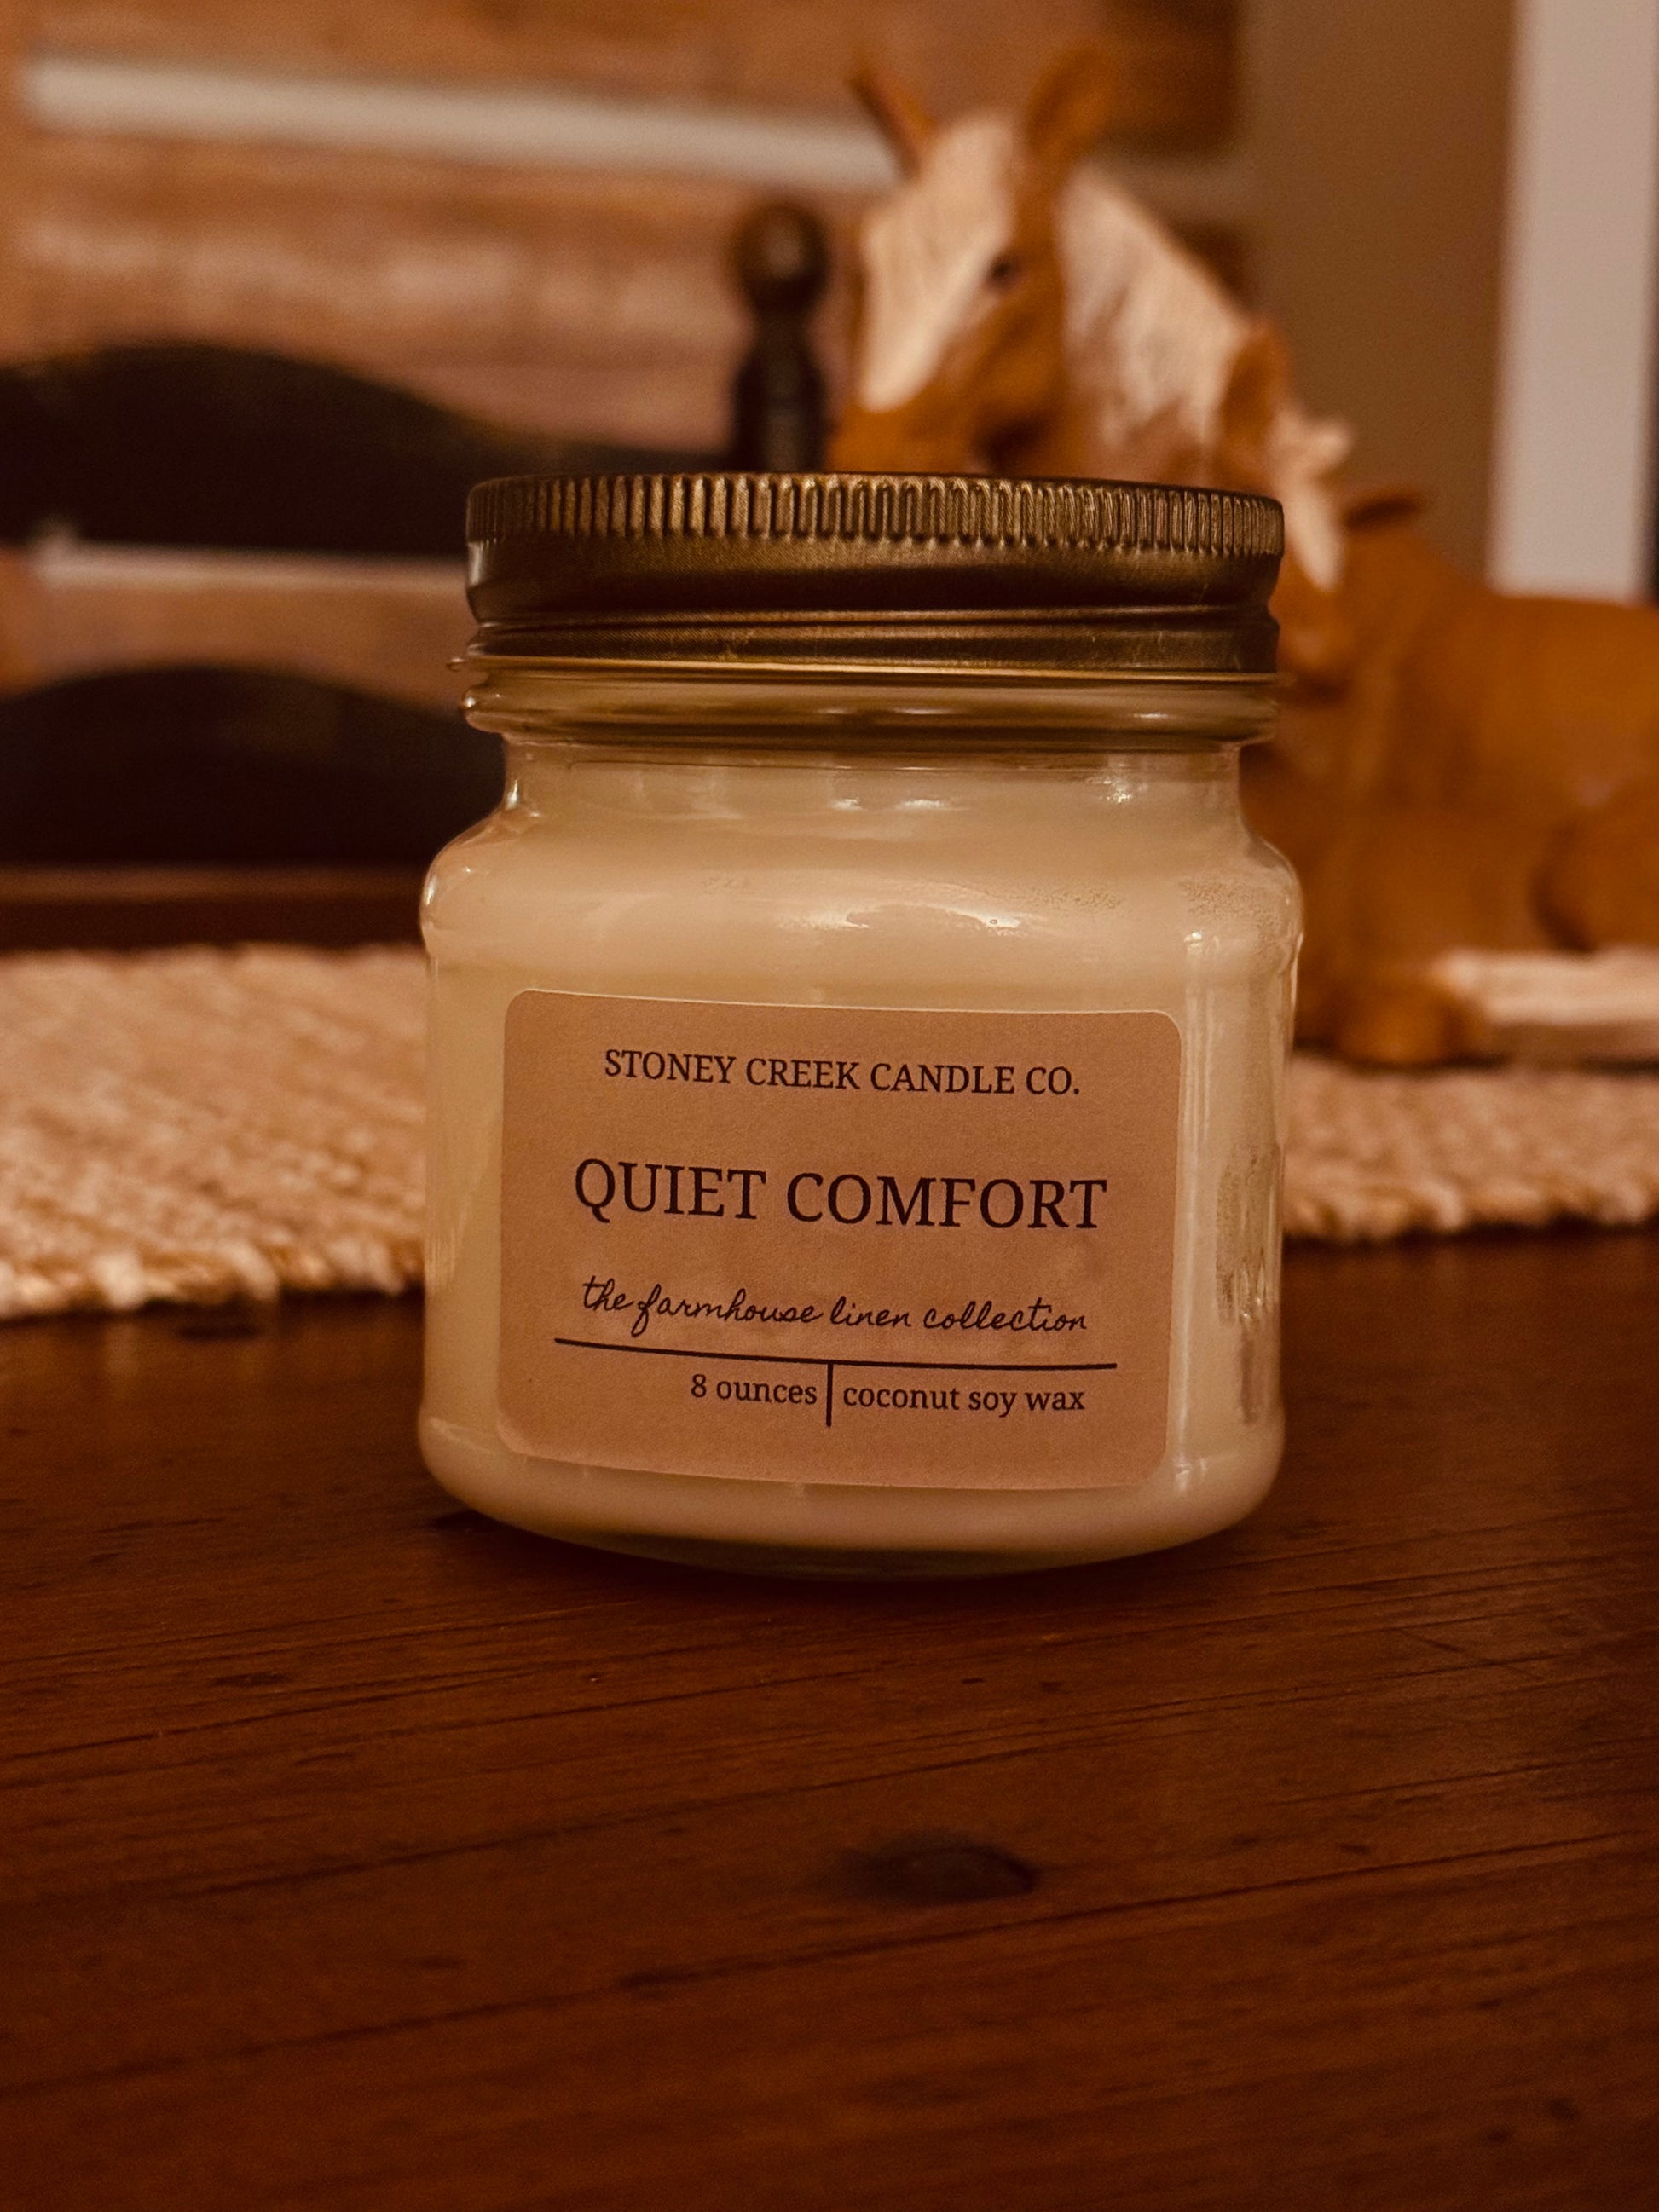 STONEY CREEK CANDLE CO.
QUIET COMFORT
the farmhouse linen collection
8 ounces | coconut soy wax